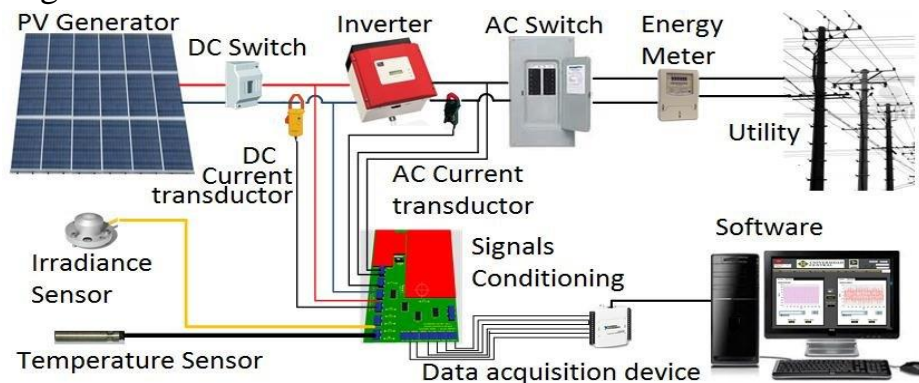 PV Generator
DC Switch
Inverter
AC Switch
Energy
Meter
Utility
DC
Current
transductor
AC Current
transductor
Irradiance
Sensor
Signals
Conditioning
Software
Temperature Sensor
Data acquisition device